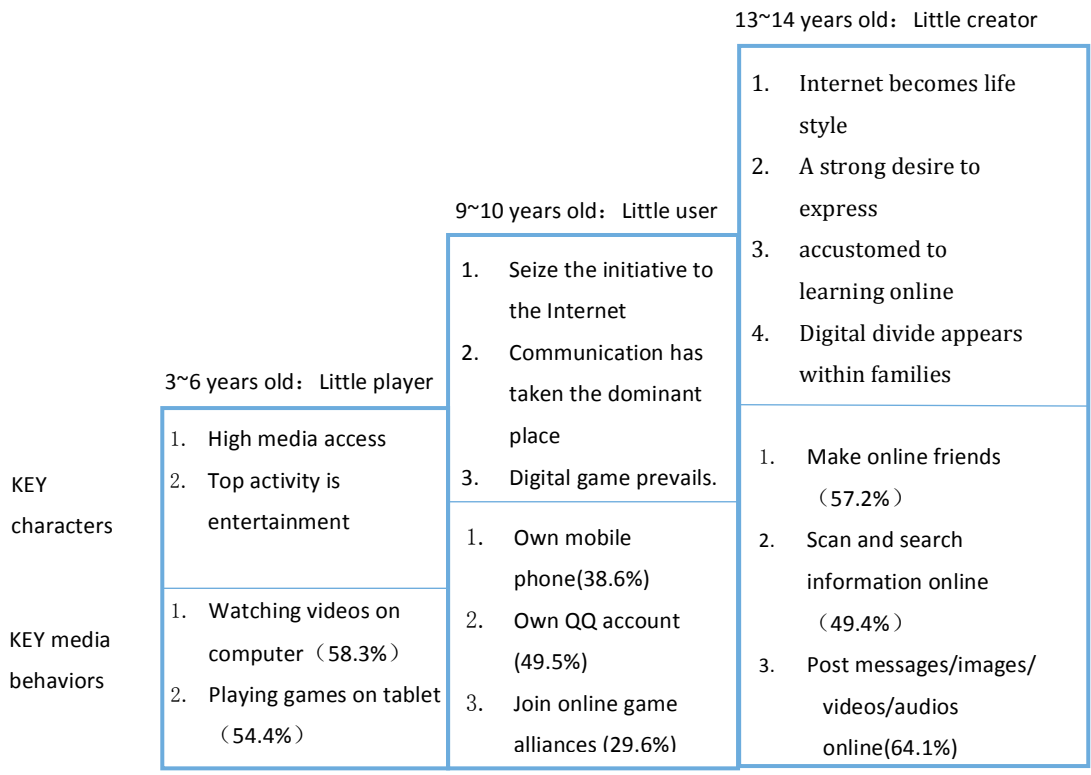 13~14 years old：Little creator
1. Internet becomes life
style
2. A strong desire to
express
3. accustomed to
learning online
4. Digital divide appears
within families
1. Make online friends
（57.2%）
2. Scan and search
information online
（49.4%）
3. Post messages/images/
videos/audios
online(64.1%)
9~10 years old：Little user
1. Seize the initiative to
the Internet
2. Communication has
taken the dominant
place
3. Digital game prevails.
1. Own mobile
phone(38.6%)
2. Own QQ account
(49.5%)
3. Join online game
alliances (29.6%)
3~6 years old：Little player
1. High media access
2. Top activity is
entertainment
1. Watching videos on
computer（58.3%）
2. Playing games on tablet
（54.4%）
KEY
characters
KEY media
behaviors